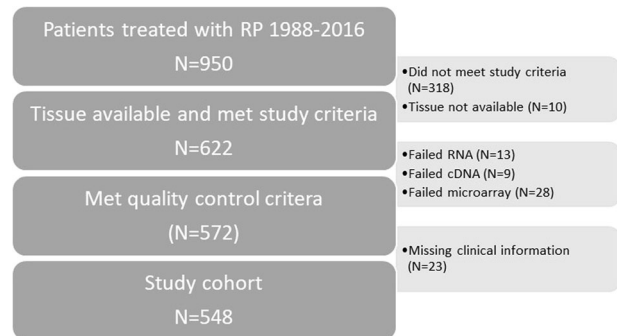 Patients treated with RP 1988-2016
N=950
•Did not meet study criteria
(N=318)
•Tissue not available (N=10)
Tissue available and met study criteria
N=622
•Failed RNA (N=13)
•Failed cDNA (N=9)
•Failed microarray (N=28)
Met quality control critera
(N=572)
•Missing clinical information
(N=23)
Study cohort
N=548